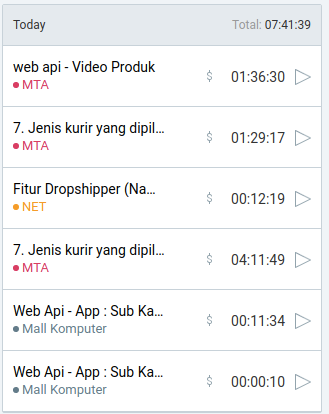 Today Total: 07:41:39
web api - Video Produk
MTA $ 01:36:30
7. Jenis kurir yang dipil...
MTA $ 01:29:17
Fitur Dropshipper (Na...
NET $ 00:12:19
7. Jenis kurir yang dipil...
MTA $ 04:11:49
Web Api - App : Sub Ka...
Mall Komputer $ 00:11:34
Web Api - App : Sub Ka...
Mall Komputer $ 00:00:10